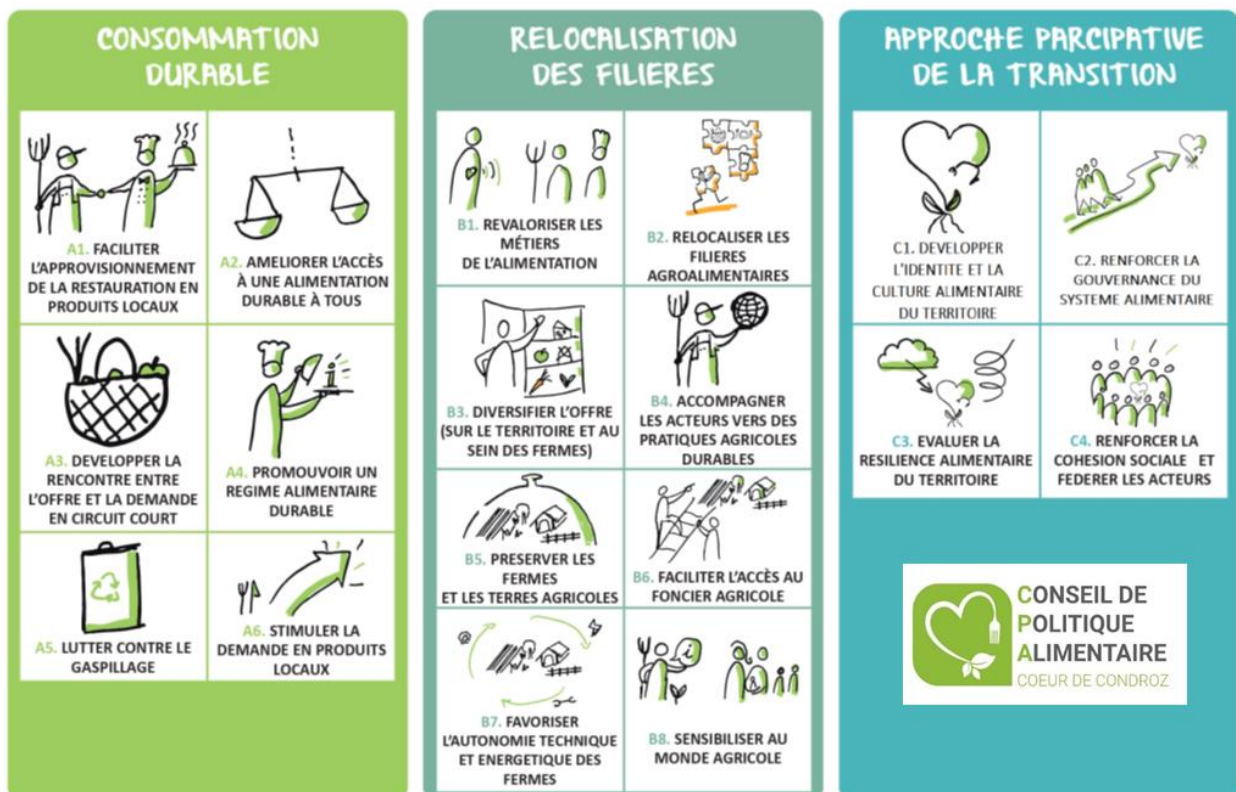 CONSOMMATION
DURABLE
A1. FACILITER
L'APPROVISIONNEMENT
DE LA RESTAURATION EN
PRODUITS LOCAUX
A2. AMELIORER L'ACCÈS
À UNE ALIMENTATION
DURABLE À TOUS
A3. DEVELOPPER LA
RENCONTRE ENTRE
L'OFFRE ET LA DEMANDE
EN CIRCUIT COURT
A4. PROMOUVOIR UN
REGIME ALIMENTAIRE
DURABLE
A5. LUTTER CONTRE LE
GASPILLAGE
A6. STIMULER LA
DEMANDE EN PRODUITS
LOCAUX
RELOCALISATION
DES FILIERES
B1. REVALORISER LES
MÉTIERS
DE L'ALIMENTATION
B2. RELOCALISER LES
FILIERES
AGROALIMENTAIRES
B3. DIVERSIFIER L'OFFRE
(SUR LE TERRITOIRE ET AU
SEIN DES FERMES)
B4. ACCOMPAGNER
LES ACTEURS VERS DES
PRATIQUES AGRICOLES
DURABLES
B5. PRESERVER LES
FERMES
ET LES TERRES AGRICOLES
B6. FACILITER L'ACCÈS AU
FONCIER AGRICOLE
B7. FAVORISER
L'AUTONOMIE TECHNIQUE
ET ENERGETIQUE DES
FERMES
B8. SENSIBILISER AU
MONDE AGRICOLE
APPROCHE PARCIPATIVE
DE LA TRANSITION
C1. DEVELOPPER
L'IDENTITE ET LA
CULTURE ALIMENTAIRE
DU TERRITOIRE
C2. RENFORCER LA
GOUVERNANCE DU
SYSTEME ALIMENTAIRE
C3. EVALUER LA
RESILIENCE ALIMENTAIRE
DU TERRITOIRE
C4. RENFORCER LA
COHESION SOCIALE ET
FEDERER LES ACTEURS
CONSEIL DE
POLITIQUE
ALIMENTAIRE
COEUR DE CONDROZ